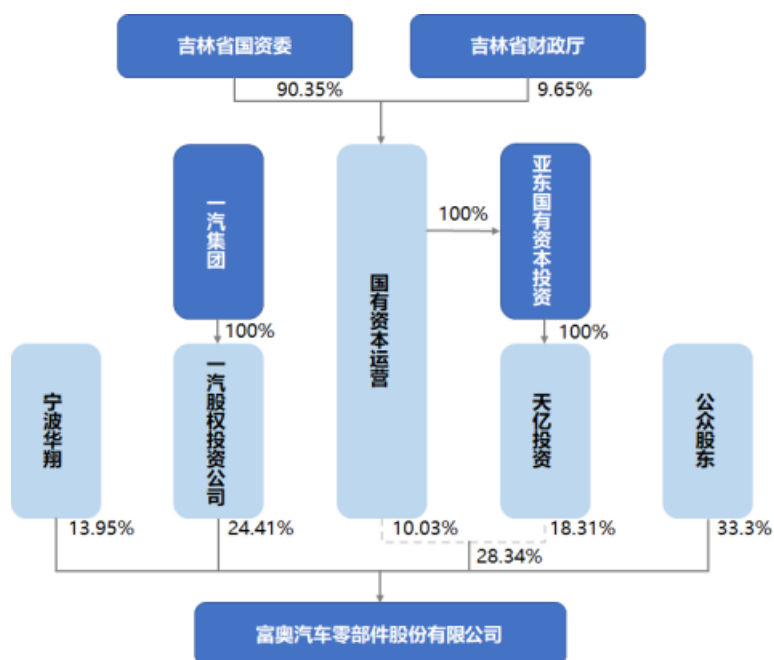 吉林省国资委
吉林省财政厅
90.35%
9.65%
一汽集团
国有资本运营
100%
亚东国有资本投资
100%
100%
宁波华翔
一汽股权投资公司
天亿投资
公众股东
13.95%
24.41%
10.03%
18.31%
33.3%
28.34%
富奥汽车零部件股份有限公司